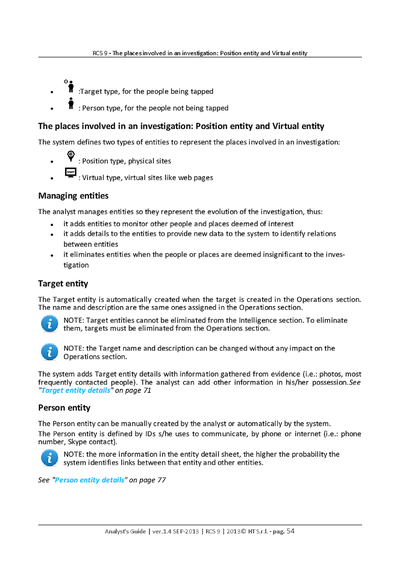 RCS 9 - The places involved in an investigation: Position entity and Virtual entity
• :Target type, for the people being tapped
• : Person type, for the people not being tapped
The places involved in an investigation: Position entity and Virtual entity
The system defines two types of entities to represent the places involved in an investigation:
• : Position type, physical sites
• : Virtual type, virtual sites like web pages
Managing entities
The analyst manages entities so they represent the evolution of the investigation, thus:
• it adds entities to monitor other people and places deemed of interest
• it adds details to the entities to provide new data to the system to identify relations
between entities
• it eliminates entities when the people or places are deemed insignificant to the inves-
tigation
Target entity
The Target entity is automatically created when the target is created in the Operations section.
The name and description are the same ones assigned in the Operations section.
NOTE: Target entities cannot be eliminated from the Intelligence section. To eliminate
them, targets must be eliminated from the Operations section.
NOTE: the Target name and description can be changed without any impact on the
Operations section.
The system adds Target entity details with information gathered from evidence (i.e.: photos, most
frequently contacted people). The analyst can add other information in his/her possession.See
"Target entity details" on page 71
Person entity
The Person entity can be manually created by the analyst or automatically by the system.
The Person entity is defined by IDs s/he uses to communicate, by phone or internet (i.e.: phone
number, Skype contact).
NOTE: the more information in the entity detail sheet, the higher the probability the
system identifies links between that entity and other entities.
See "Person entity details" on page 77
Analyst's Guide | ver.1.4 SEP-2013 | RCS 9 | 2013© HT S.r.l. - pag. 54